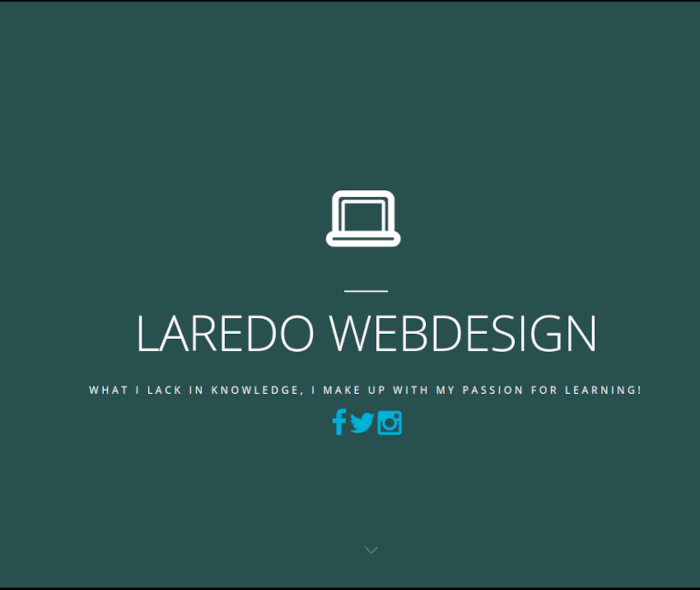 LAREDO WEBDESIGN
WHAT I LACK IN KNOWLEDGE, I MAKE UP WITH MY PASSION FOR LEARNING!